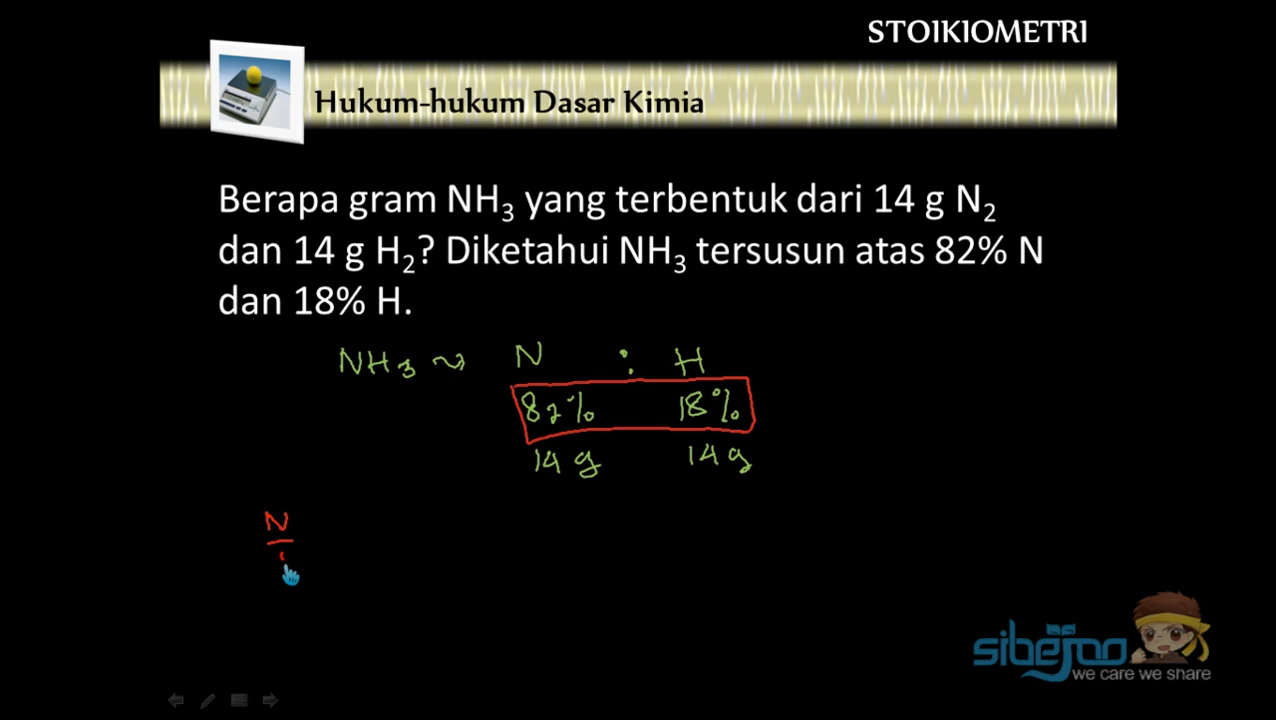 STOIKIOMETRI
Hukum-hukum Dasar Kimia
Berapa gram NH₃ yang terbentuk dari 14 g N₂
dan 14 g H₂? Diketahui NH₃ tersusun atas 82% N
dan 18% H.
NH₃ ~> N : H
82% 18%
14 g 14 g
N
sibejoo
we care we share